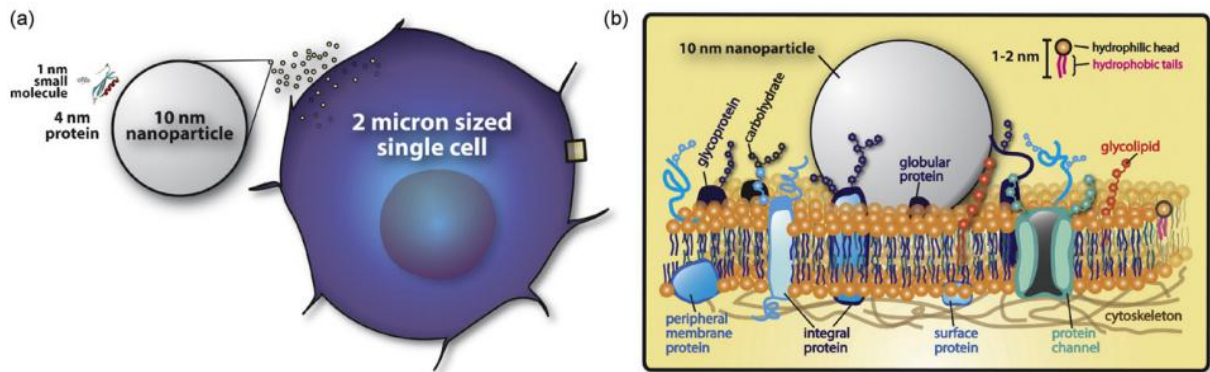 (a)
1 nm
small
molecule
4 nm
protein
10 nm
nanoparticle
2 micron sized
single cell
(b)
10 nm nanoparticle
1-2 nm
hydrophilic head
hydrophobic tails
glycoprotein
carbohydrate
globular
protein
glycolipid
peripheral
membrane
protein
integral
protein
surface
protein
protein
channel
cytoskeleton